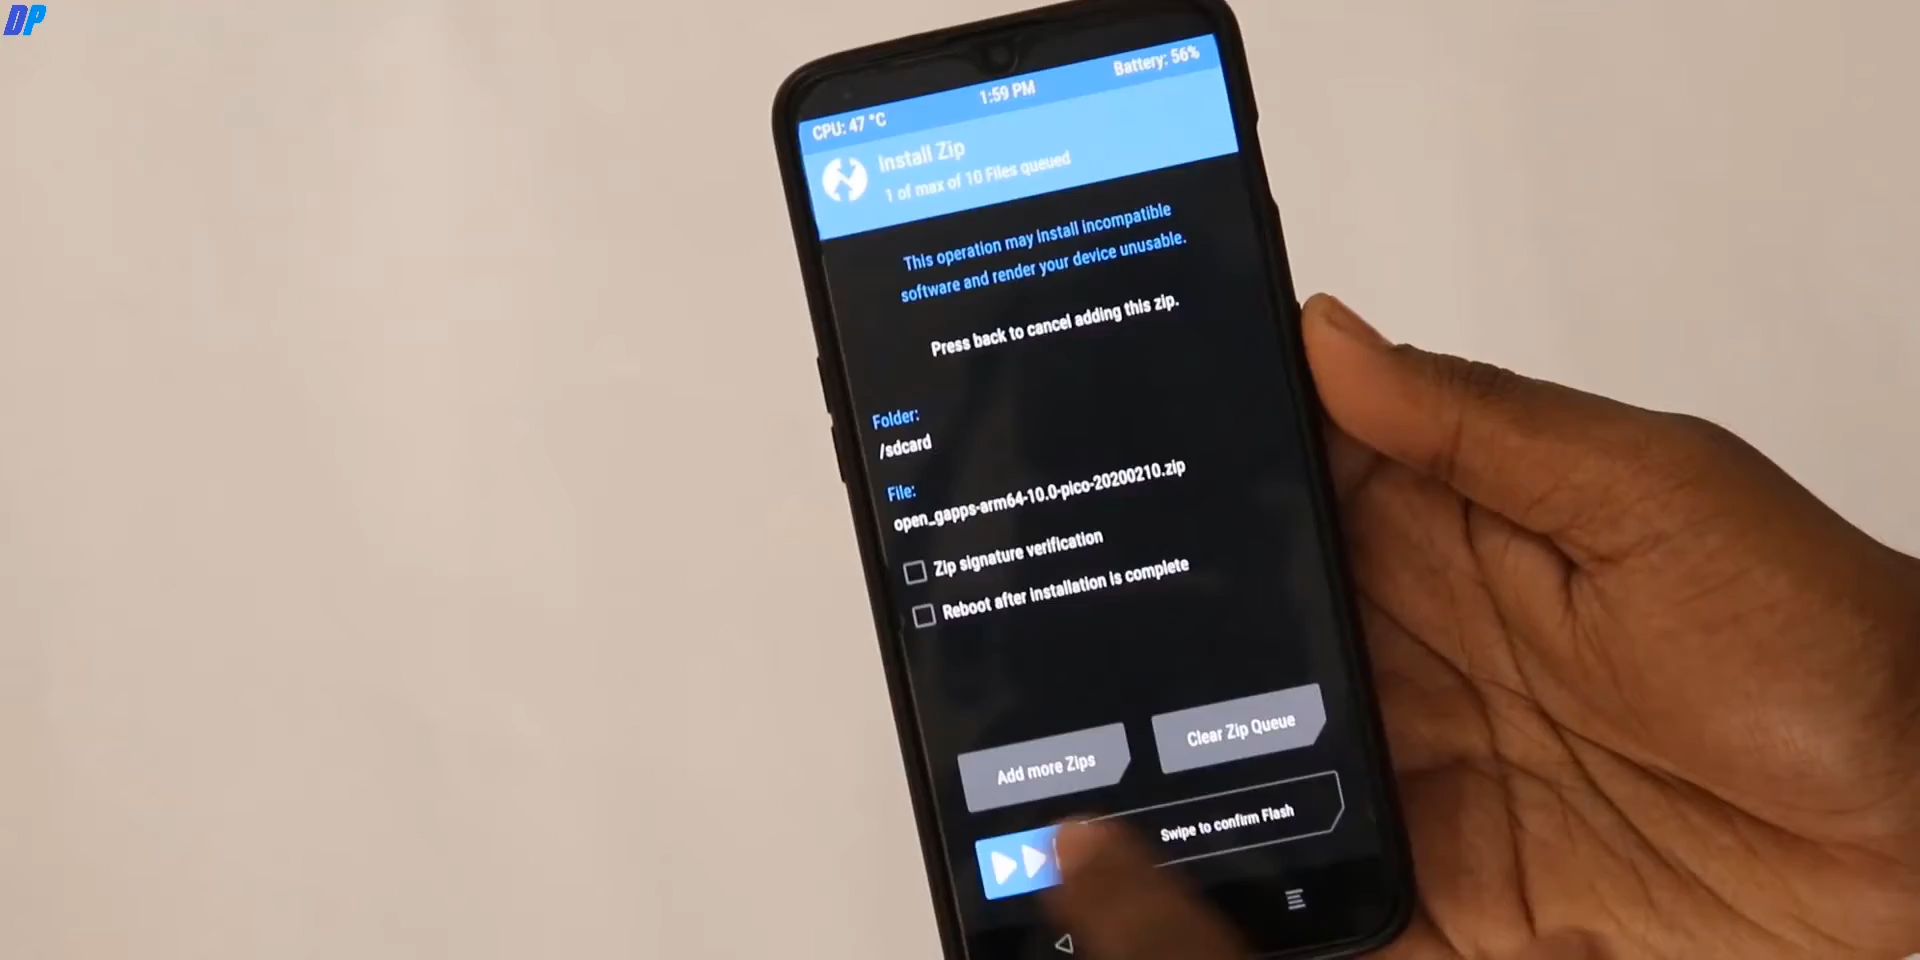 DP
CPU: 47 °C
1:59 PM
Battery: 56%
Install Zip
1 of max of 10 Files queued
This operation may install incompatible
software and render your device unusable.
Press back to cancel adding this zip.
Folder:
/sdcard
File:
open_gapps-arm64-10.0-pico-20200210.zip
Zip signature verification
Reboot after installation is complete
Add more Zips
Clear Zip Queue
Swipe to confirm Flash